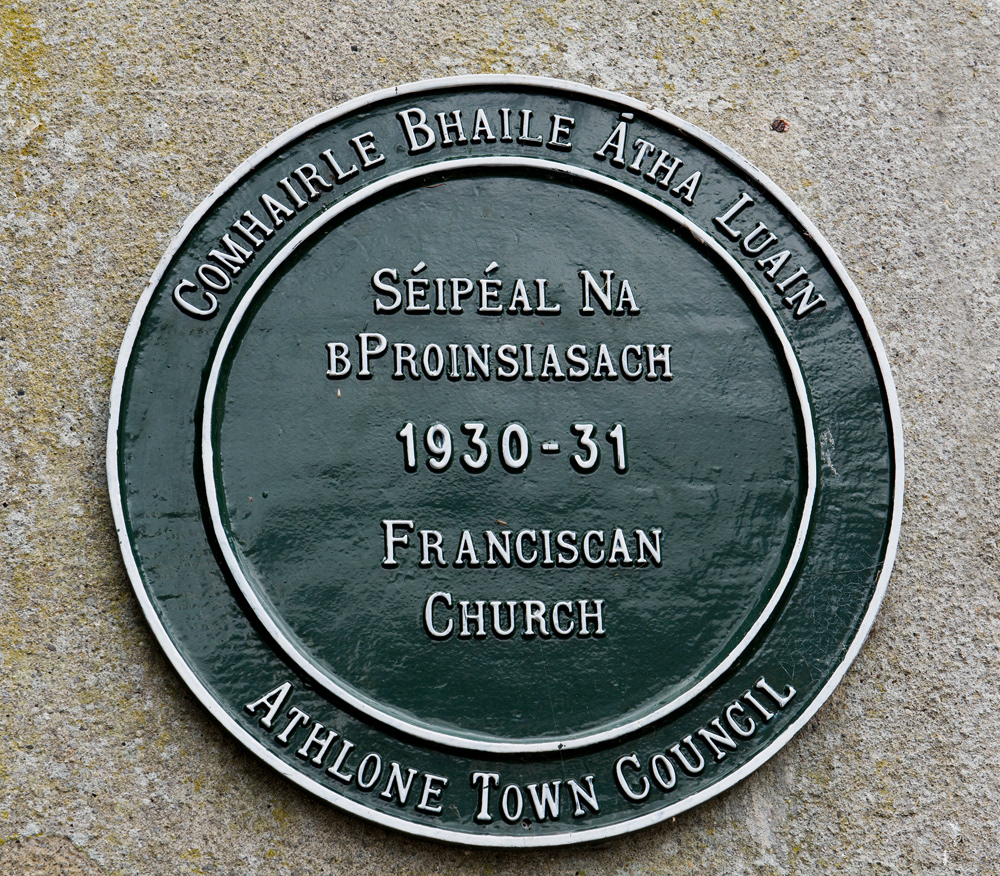 Comhairle Bhaile Átha Luain
Séipéal Na
bProinsiasach
1930-31
Franciscan
Church
Athlone Town Council